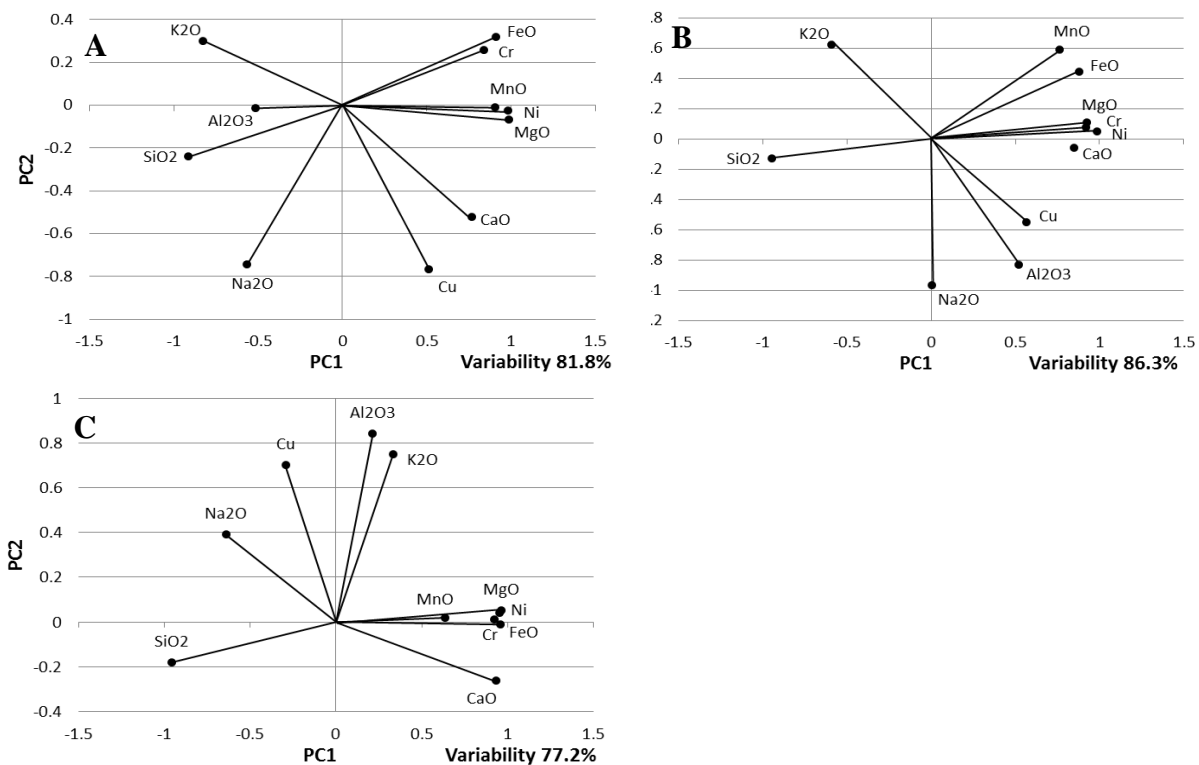 A
0.4
0.2
0
-0.2
-0.4
-0.6
-0.8
-1
PC2
K2O
FeO
Cr
MnO
Al2O3
Ni
MgO
SiO2
CaO
Na2O
Cu
-1.5 -1 -0.5 0 0.5 1 1.5
PC1 Variability 81.8%
B
.8
.6
.4
.2
0
.2
.4
.6
.8
.1
.2
K2O
MnO
FeO
MgO
Cr
Ni
SiO2
CaO
Cu
Al2O3
Na2O
-1.5 -1 -0.5 0 0.5 1 1.5
PC1 Variability 86.3%
C
1
0.8
0.6
0.4
0.2
0
-0.2
-0.4
PC2
Al2O3
Cu
K2O
Na2O
MgO
MnO Ni
Cr FeO
SiO2
CaO
-1.5 -1 -0.5 0 0.5 1 1.5
PC1 Variability 77.2%